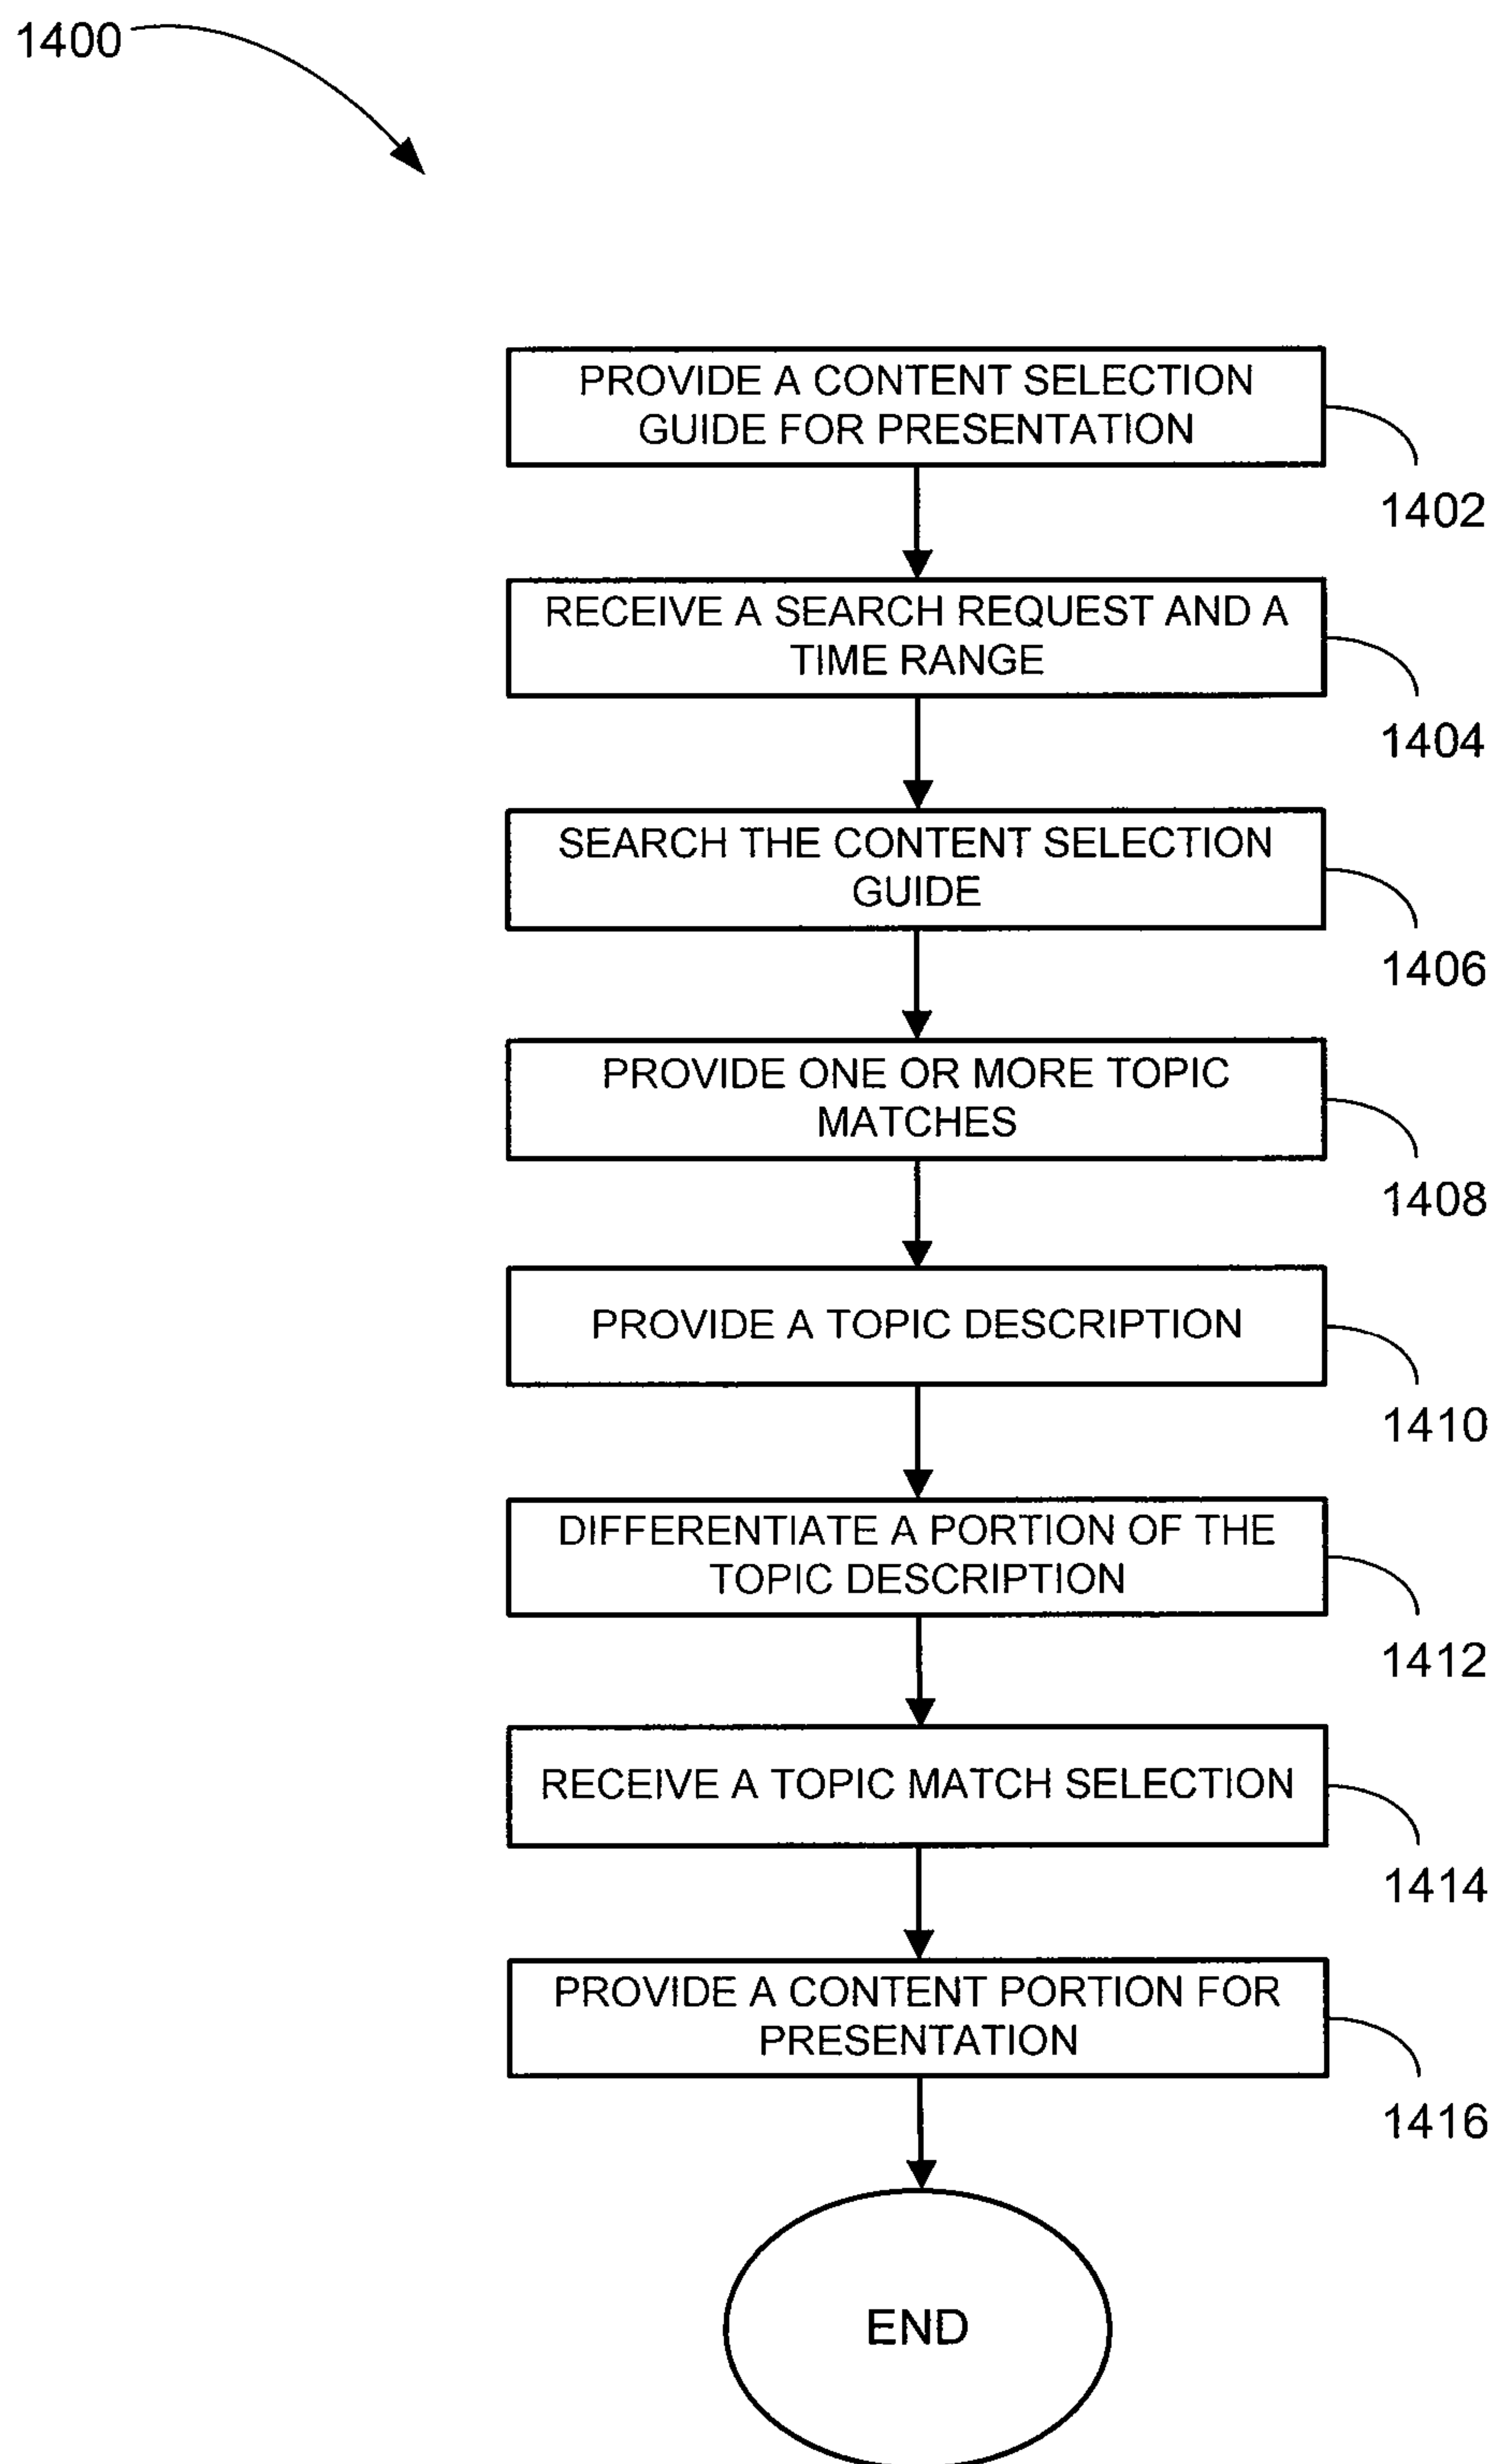 1400
PROVIDE A CONTENT SELECTION
GUIDE FOR PRESENTATION
1402
RECEIVE A SEARCH REQUEST AND A
TIME RANGE
1404
SEARCH THE CONTENT SELECTION
GUIDE
1406
PROVIDE ONE OR MORE TOPIC
MATCHES
1408
PROVIDE A TOPIC DESCRIPTION
1410
DIFFERENTIATE A PORTION OF THE
TOPIC DESCRIPTION
1412
RECEIVE A TOPIC MATCH SELECTION
1414
PROVIDE A CONTENT PORTION FOR
PRESENTATION
1416
END